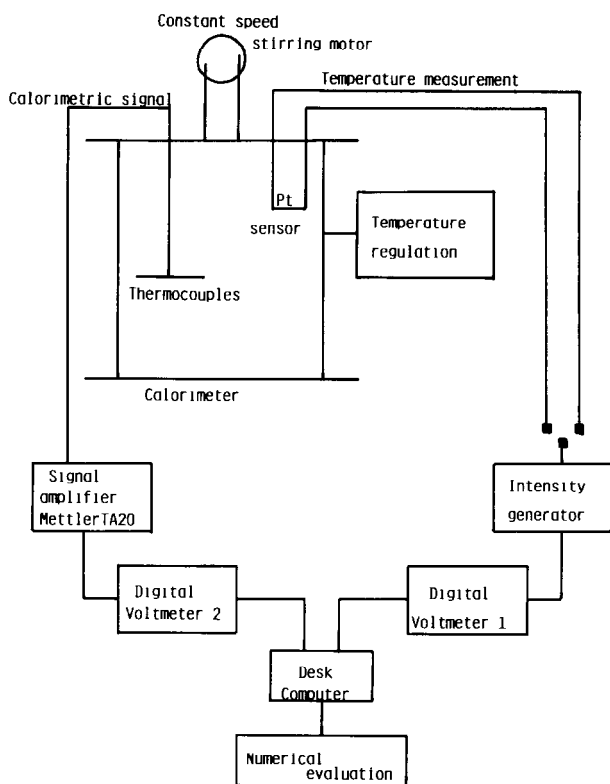 Constant speed
stirring motor
Temperature measurement
Calorimetric signal
Pt
sensor
Temperature
regulation
Thermocouples
Calorimeter
Signal
amplifier
MettlerTA20
Intensity
generator
Digital
Voltmeter 2
Digital
Voltmeter 1
Desk
Computer
Numerical
evaluation